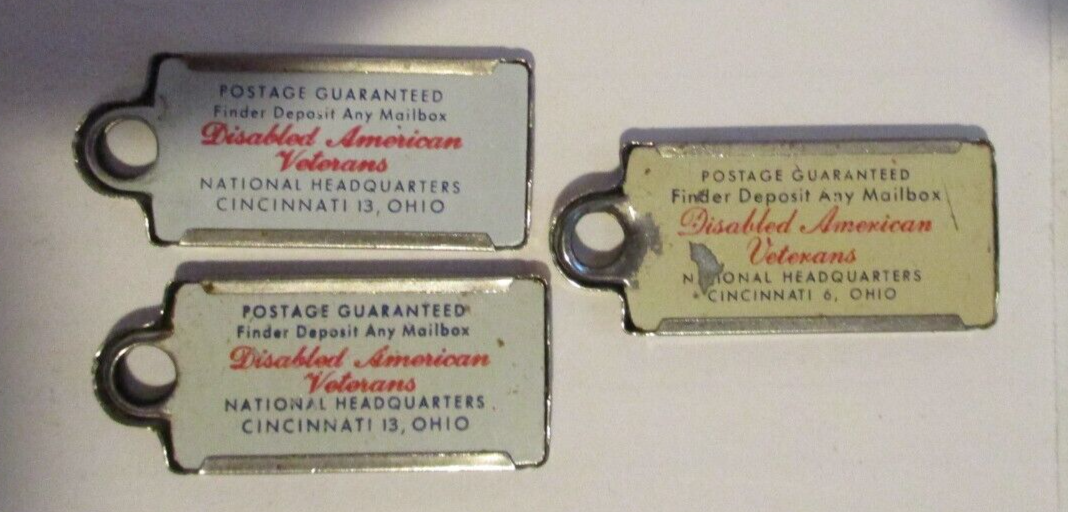 POSTAGE GUARANTEED
Finder Deposit Any Mailbox
Disabled American
Veterans
NATIONAL HEADQUARTERS
CINCINNATI 13, OHIO
POSTAGE GUARANTEED
Finder Deposit Any Mailbox
Disabled American
Veterans
NATIONAL HEADQUARTERS
CINCINNATI 13, OHIO
POSTAGE GUARANTEED
Finder Deposit Any Mailbox
Disabled American
Veterans
NATIONAL HEADQUARTERS
CINCINNATI 6, OHIO